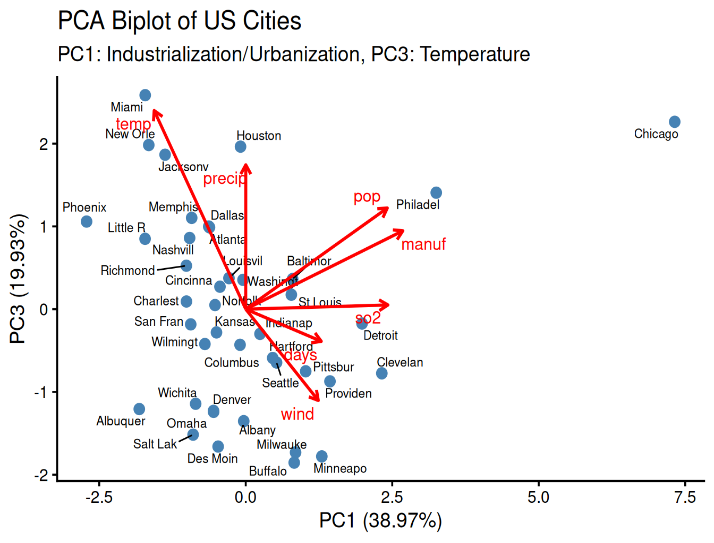 PCA Biplot of US Cities
PC1: Industrialization/Urbanization, PC3: Temperature
Miami
temp
New Orle
Jacksonv
Houston
Chicago
precip
pop
Philadel
Phoenix
Memphis
Dallas
Little R
Nashvill
Atlanta
manuf
Richmond
Louisvil
Baltimor
Cincinna
Washingt
Charlest
Norfolk
St Louis
San Fran
Kansas
Indianap
so2
Detroit
Wilmingt
Hartford
days
Columbus
Seattle
Pittsbur
Clevelan
Providen
Wichita
Denver
wind
Albuquer
Omaha
Albany
Salt Lak
Des Moin
Milwauke
Buffalo
Minneapo
2
1
0
-1
-2
PC3 (19.93%)
-2.5
0.0
2.5
5.0
7.5
PC1 (38.97%)